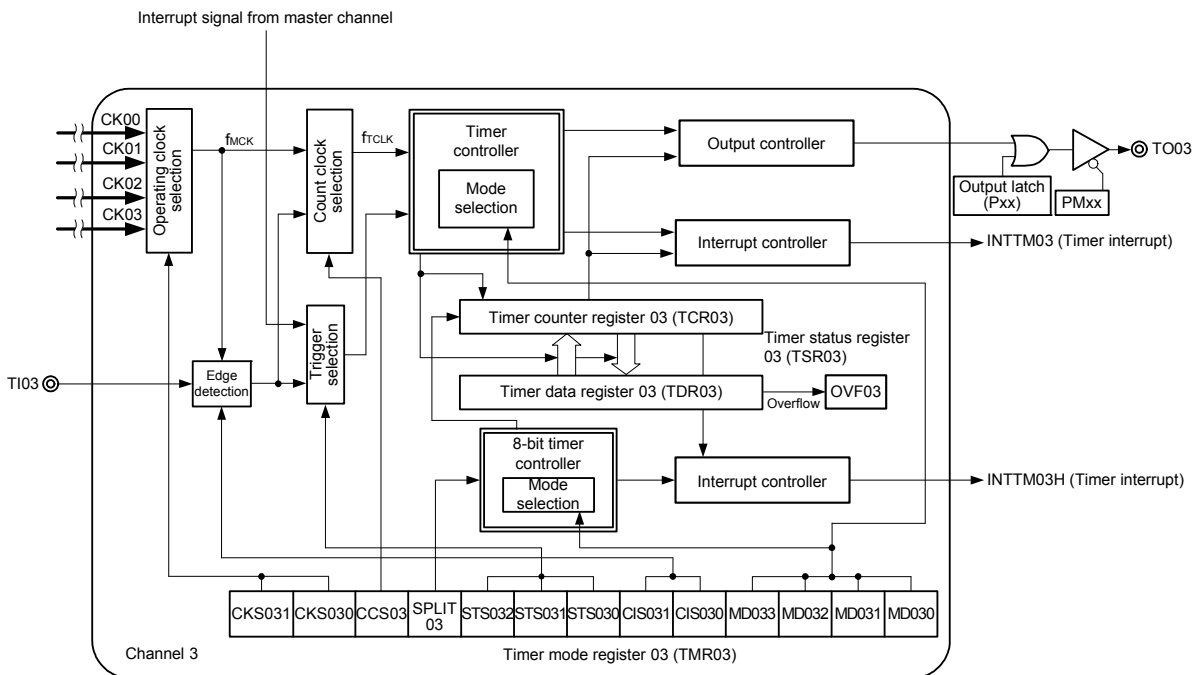 Interrupt signal from master channel
CK00
CK01
CK02
CK03
Operating clock
selection
fMCK
Count clock
selection
fTCLK
Timer
controller
Mode
selection
Output controller
Output latch
(Pxx)
PMxx
TO03
Interrupt controller
INTTM03 (Timer interrupt)
Timer counter register 03 (TCR03)
Timer status register
03 (TSR03)
Trigger
selection
TI03
Edge
detection
Timer data register 03 (TDR03)
Overflow
OVF03
8-bit timer
controller
Mode
selection
Interrupt controller
INTTM03H (Timer interrupt)
CKS031
CKS030
CCS03
SPLIT
03
STS032
STS031
STS030
CIS031
CIS030
MD033
MD032
MD031
MD030
Channel 3
Timer mode register 03 (TMR03)